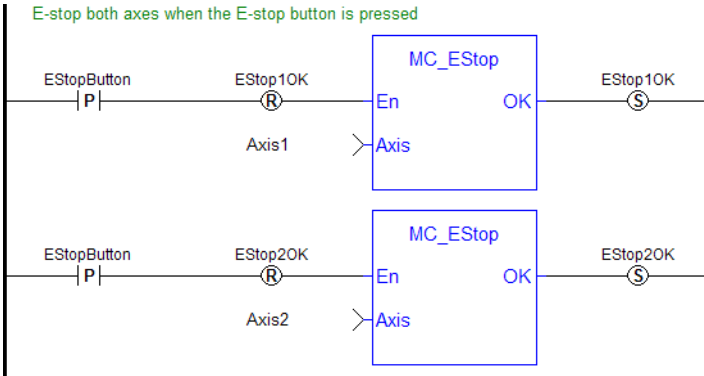 E-stop both axes when the E-stop button is pressed
MC_EStop
EStopButton EStop1OK EStop1OK
P R En OK S
Axis1 Axis
MC_EStop
EStopButton EStop2OK EStop2OK
P R En OK S
Axis2 Axis